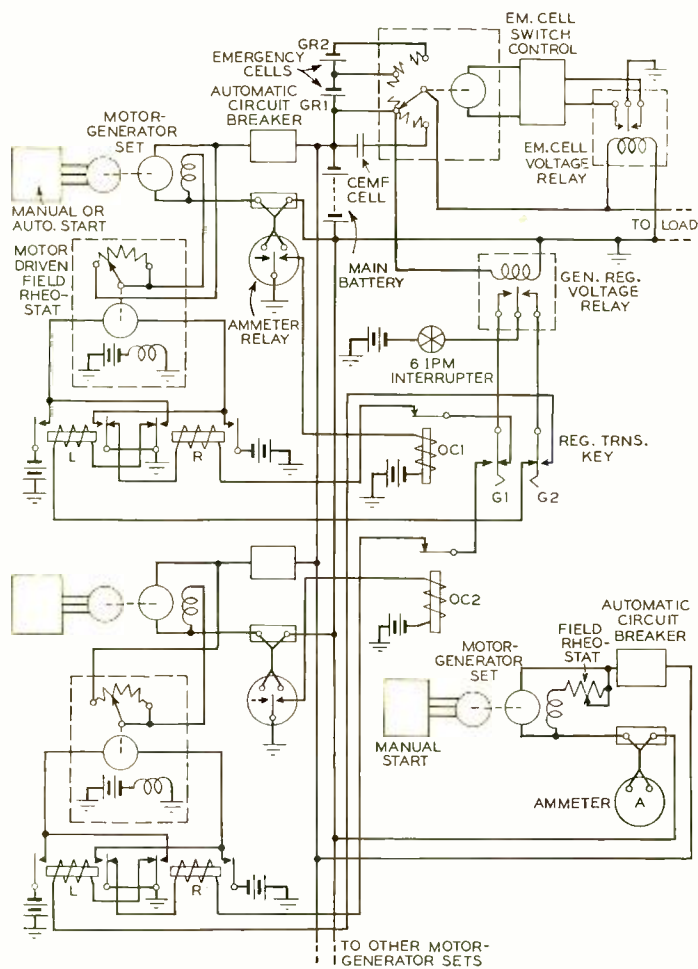 GR2
EMERGENCY
CELLS
AUTOMATIC
CIRCUIT GR1
BREAKER
EM. CELL
SWITCH
CONTROL
MOTOR-
GENERATOR
SET
CEMF
CELL
EM. CELL
VOLTAGE
RELAY
MANUAL OR
AUTO. START
TO LOAD
MOTOR
DRIVEN
FIELD
RHEO-
STAT
MAIN
BATTERY
GEN. REG.
VOLTAGE
RELAY
AMMETER
RELAY
6 IPM
INTERRUPTER
L
R
OC1
REG. TRNS.
KEY
G1
G2
OC2
AUTOMATIC
CIRCUIT
BREAKER
FIELD
RHEO-
STAT
MOTOR-
GENERATOR
SET
MANUAL
START
AMMETER
A
L
R
TO OTHER MOTOR-
GENERATOR SETS